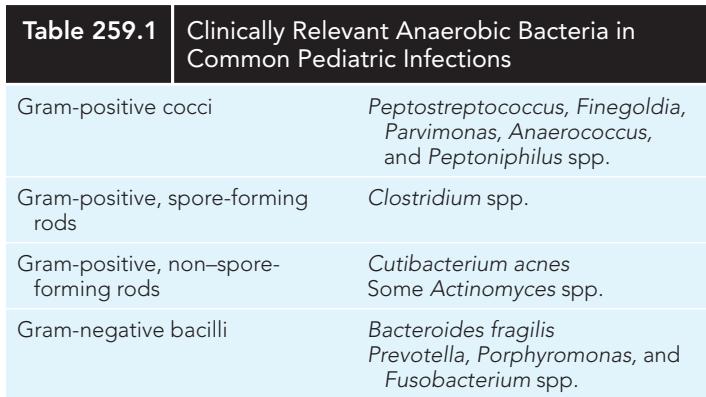 Table 259.1
Clinically Relevant Anaerobic Bacteria in
Common Pediatric Infections
Gram-positive cocci
Peptostreptococcus, Finegoldia,
Parvimonas, Anaerococcus,
and Peptoniphilus spp.
Gram-positive, spore-forming
rods
Clostridium spp.
Gram-positive, non–spore-
forming rods
Cutibacterium acnes
Some Actinomyces spp.
Gram-negative bacilli
Bacteroides fragilis
Prevotella, Porphyromonas, and
Fusobacterium spp.